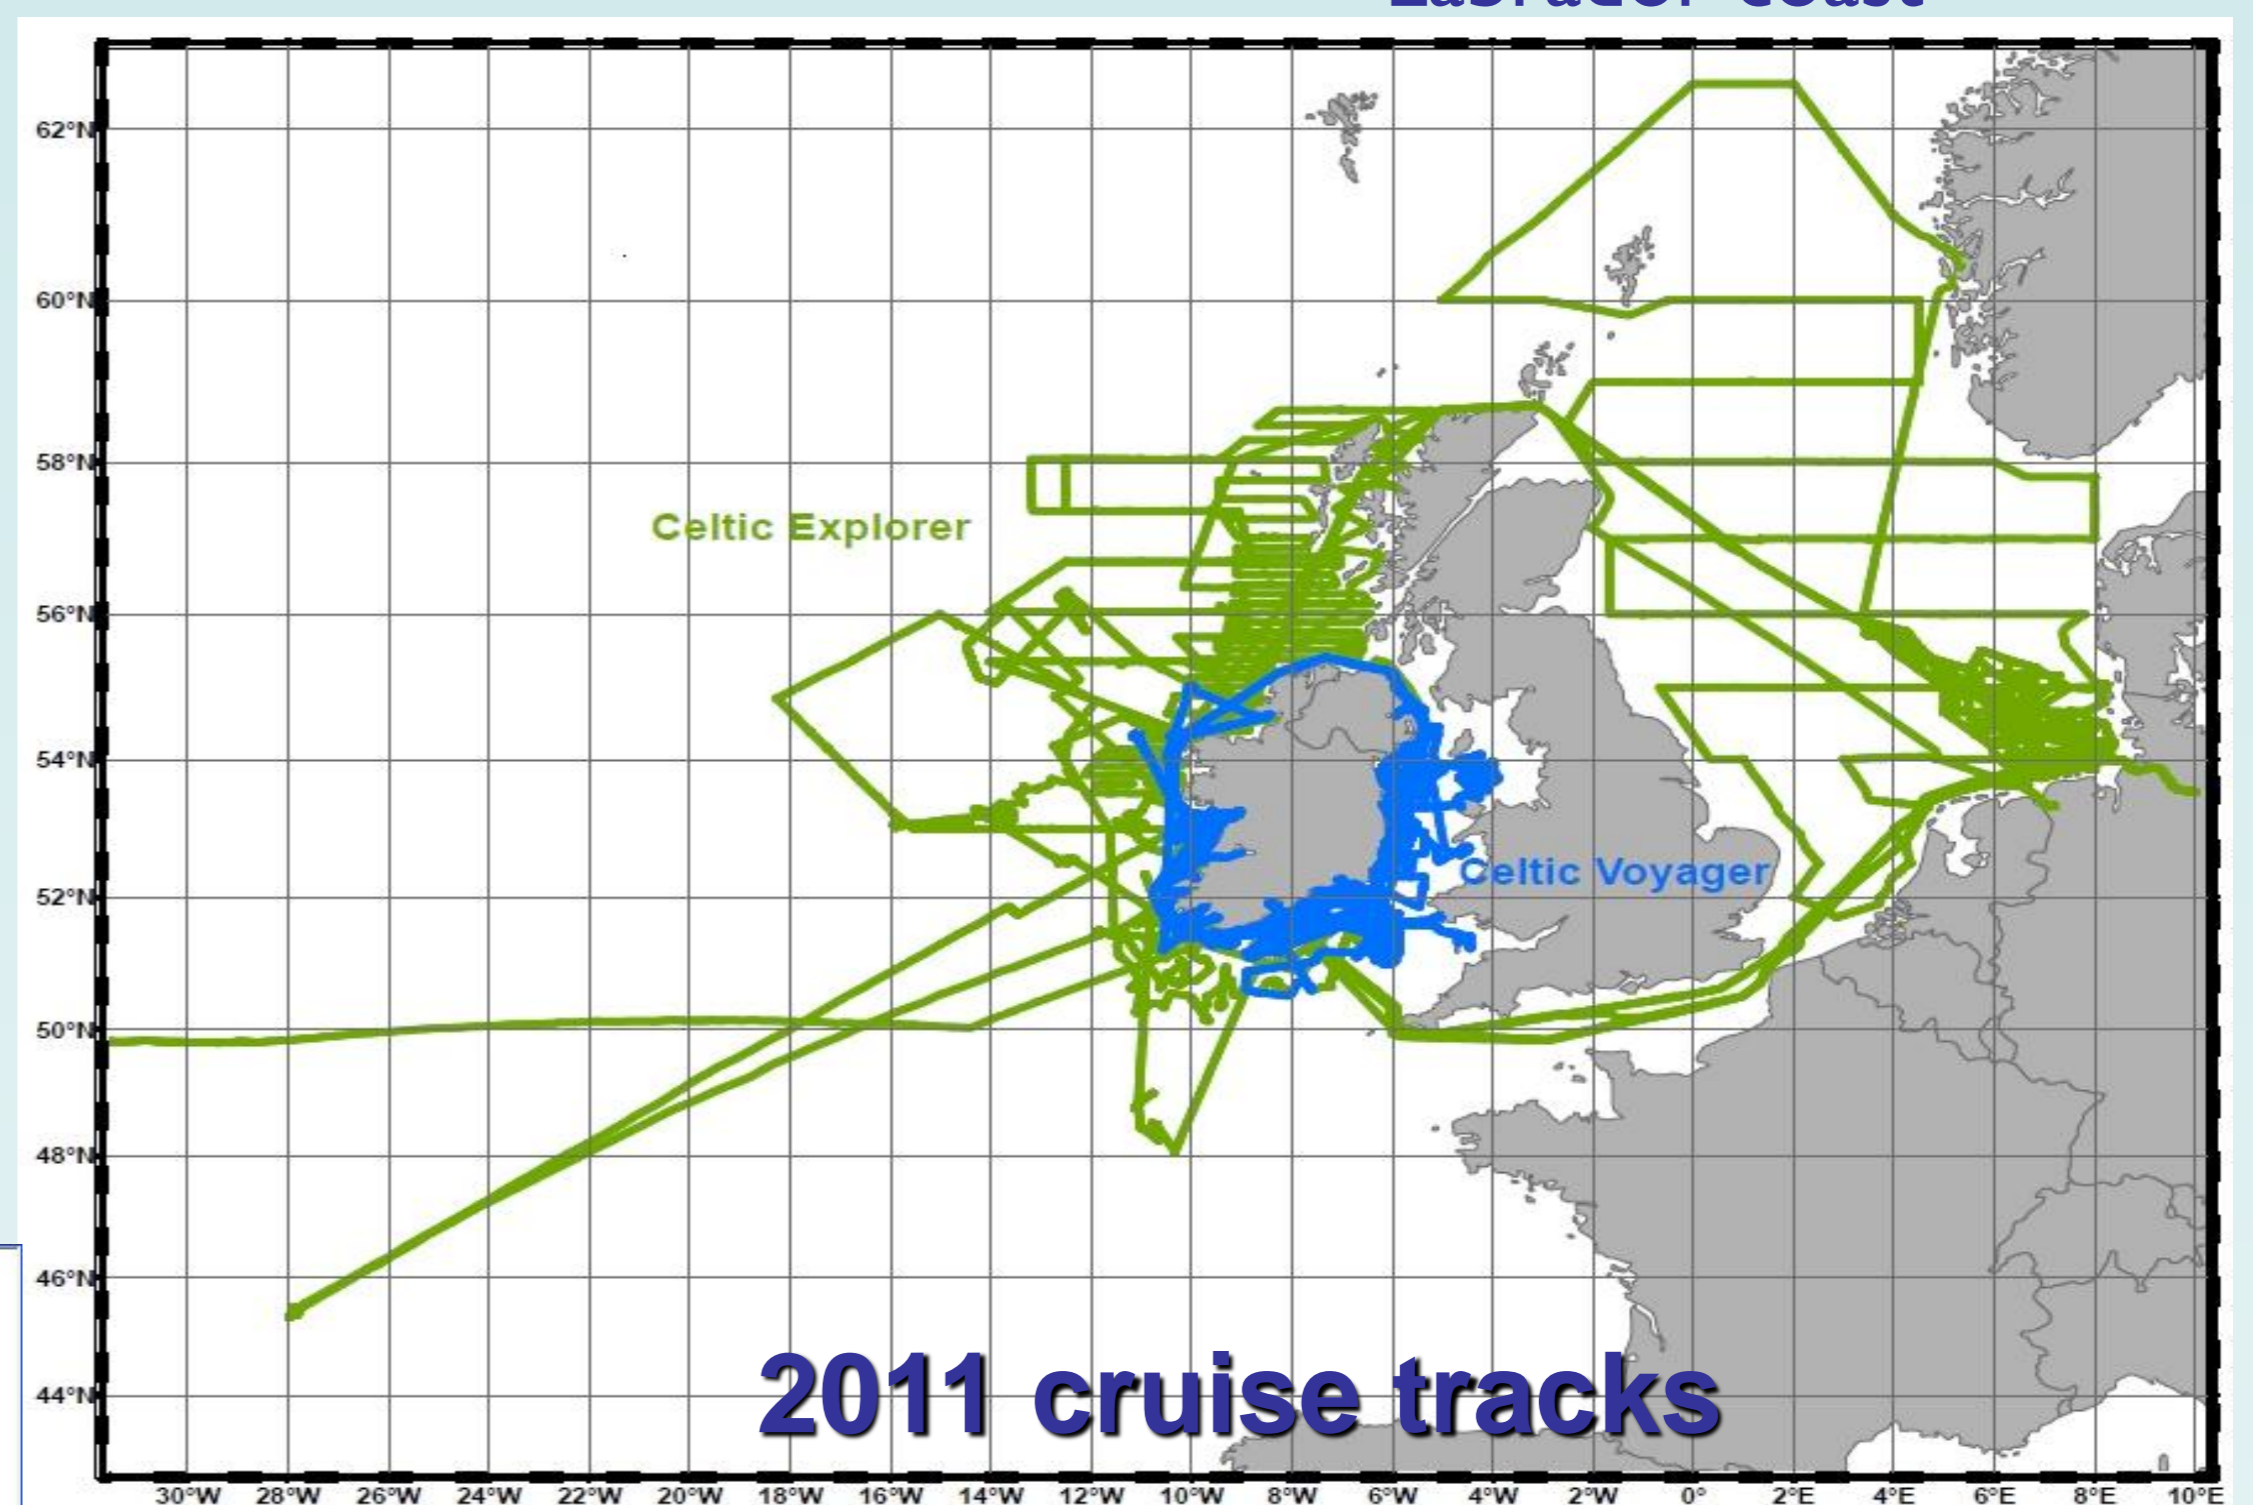 Labrador Coast
62°N
60°N
58°N
Celtic Explorer
56°N
54°N
Celtic Voyager
52°N
50°N
48°N
46°N
44°N
2011 cruise tracks
30°W 28°W 26°W 24°W 22°W 20°W 18°W 16°W 14°W 12°W 10°W 8°W 6°W 4°W 2°W 0° 2°E 4°E 6°E 8°E 10°E